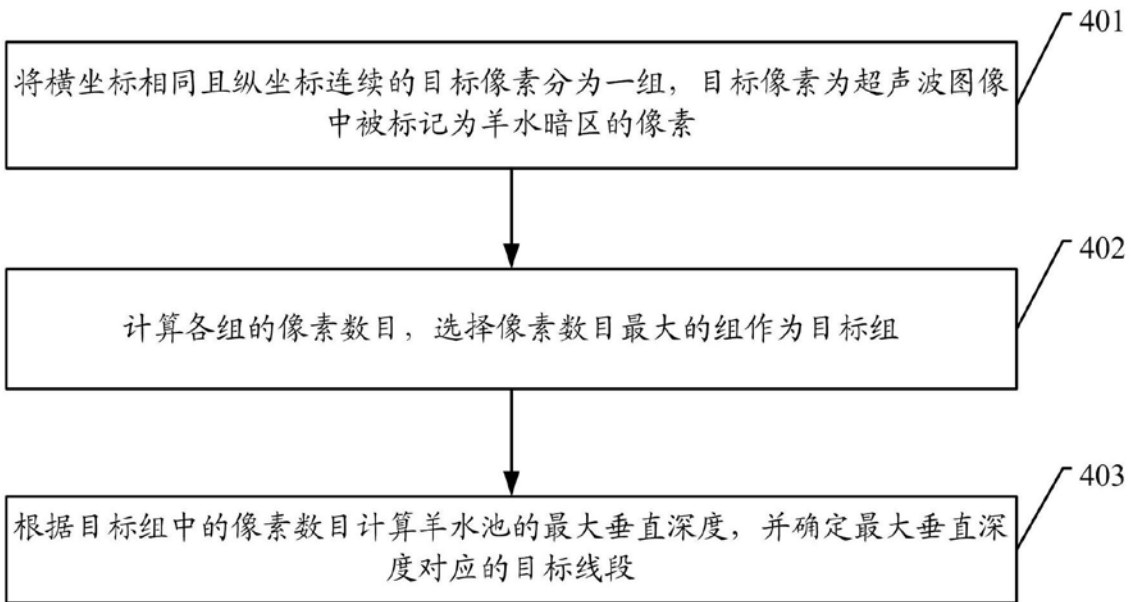 401
将横坐标相同且纵坐标连续的目标像素分为一组，目标像素为超声波图像
中被标记为羊水暗区的像素
402
计算各组的像素数目，选择像素数目最大的组作为目标组
403
根据目标组中的像素数目计算羊水池的最大垂直深度，并确定最大垂直深
度对应的目标线段